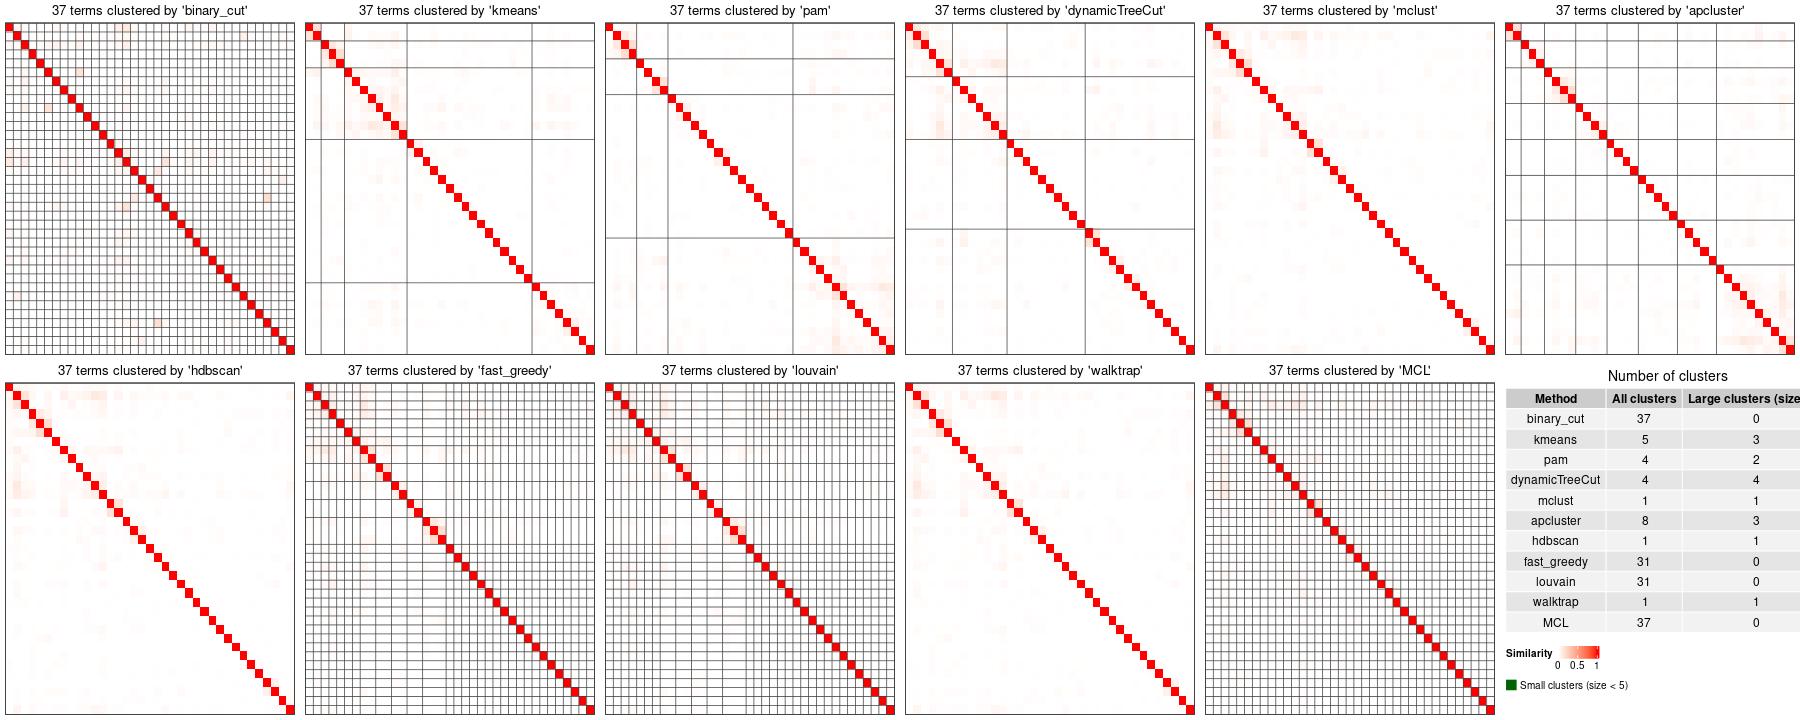 37 terms clustered by 'binary_cut'
37 terms clustered by 'kmeans'
37 terms clustered by 'pam'
37 terms clustered by 'dynamicTreeCut'
37 terms clustered by 'mclust'
37 terms clustered by 'apcluster'
37 terms clustered by 'hdbscan'
37 terms clustered by 'fast_greedy'
37 terms clustered by 'louvain'
37 terms clustered by 'walktrap'
37 terms clustered by 'MCL'
Number of clusters
Method All clusters Large clusters (size
binary_cut 37 0
kmeans 5 3
pam 4 2
dynamicTreeCut 4 4
mclust 1 1
apcluster 8 3
hdbscan 1 1
fast_greedy 31 0
louvain 31 0
walktrap 1 1
MCL 37 0
Similarity
0 0.5 1
Small clusters (size < 5)